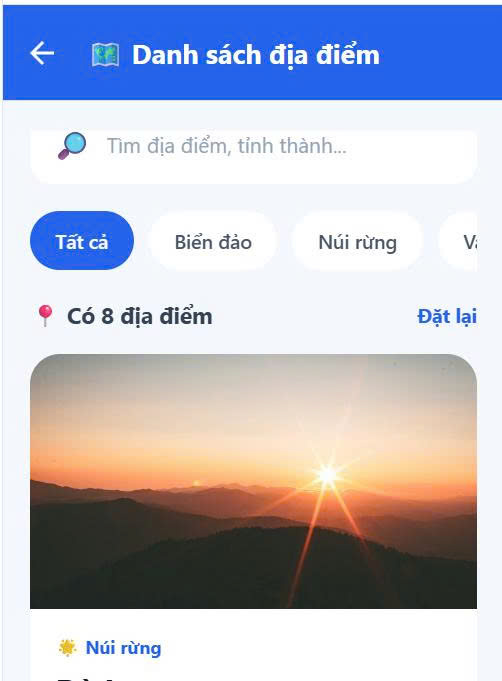 Danh sách địa điểm
Tìm địa điểm, tỉnh thành...
Tất cả Biển đảo Núi rừng
Có 8 địa điểm Đặt lại
Núi rừng